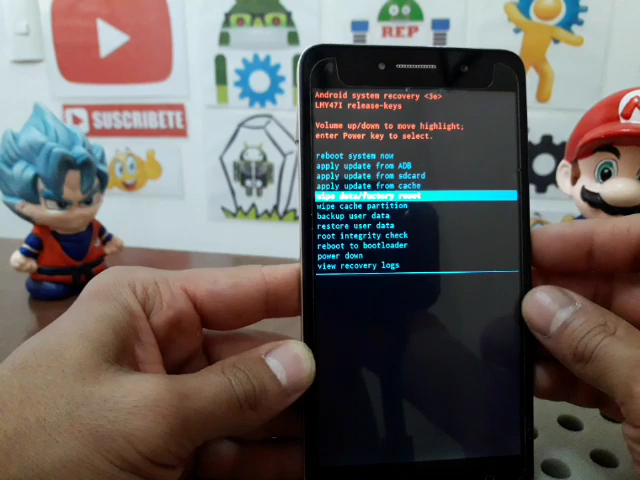 REP
SUSCRIBETE
Android system recovery <3e>
LMY47I release-keys
Volume up/down to move highlight;
enter Power key to select.
reboot system now
apply update from ADB
apply update from sdcard
apply update from cache
wipe data/factory reset
wipe cache partition
backup user data
restore user data
root integrity check
reboot to bootloader
power down
view recovery logs
M